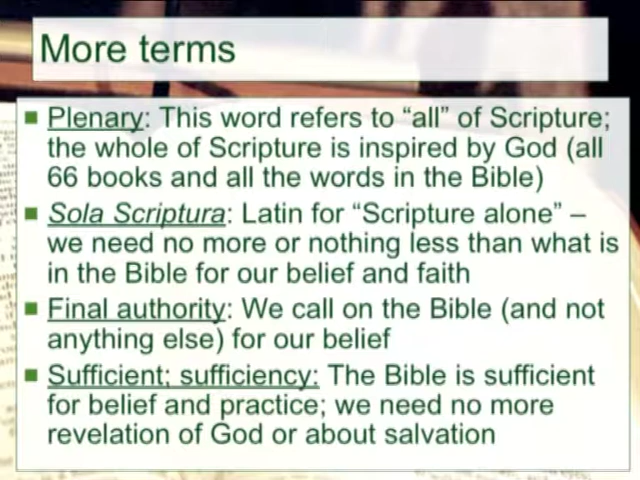 More terms
Plenary: This word refers to “all” of Scripture;
the whole of Scripture is inspired by God (all
66 books and all the words in the Bible)
Sola Scriptura: Latin for “Scripture alone” –
we need no more or nothing less than what is
in the Bible for our belief and faith
Final authority: We call on the Bible (and not
anything else) for our belief
Sufficient; sufficiency: The Bible is sufficient
for belief and practice; we need no more
revelation of God or about salvation